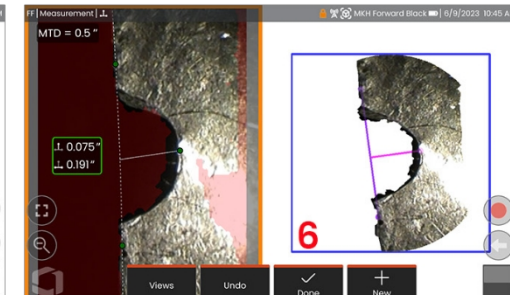 FF | Measurement |
MKH Forward Black | 6/9/2023 10:45 A
MTD = 0.5 "
0.075"
0.191"
6
Views Undo Done New